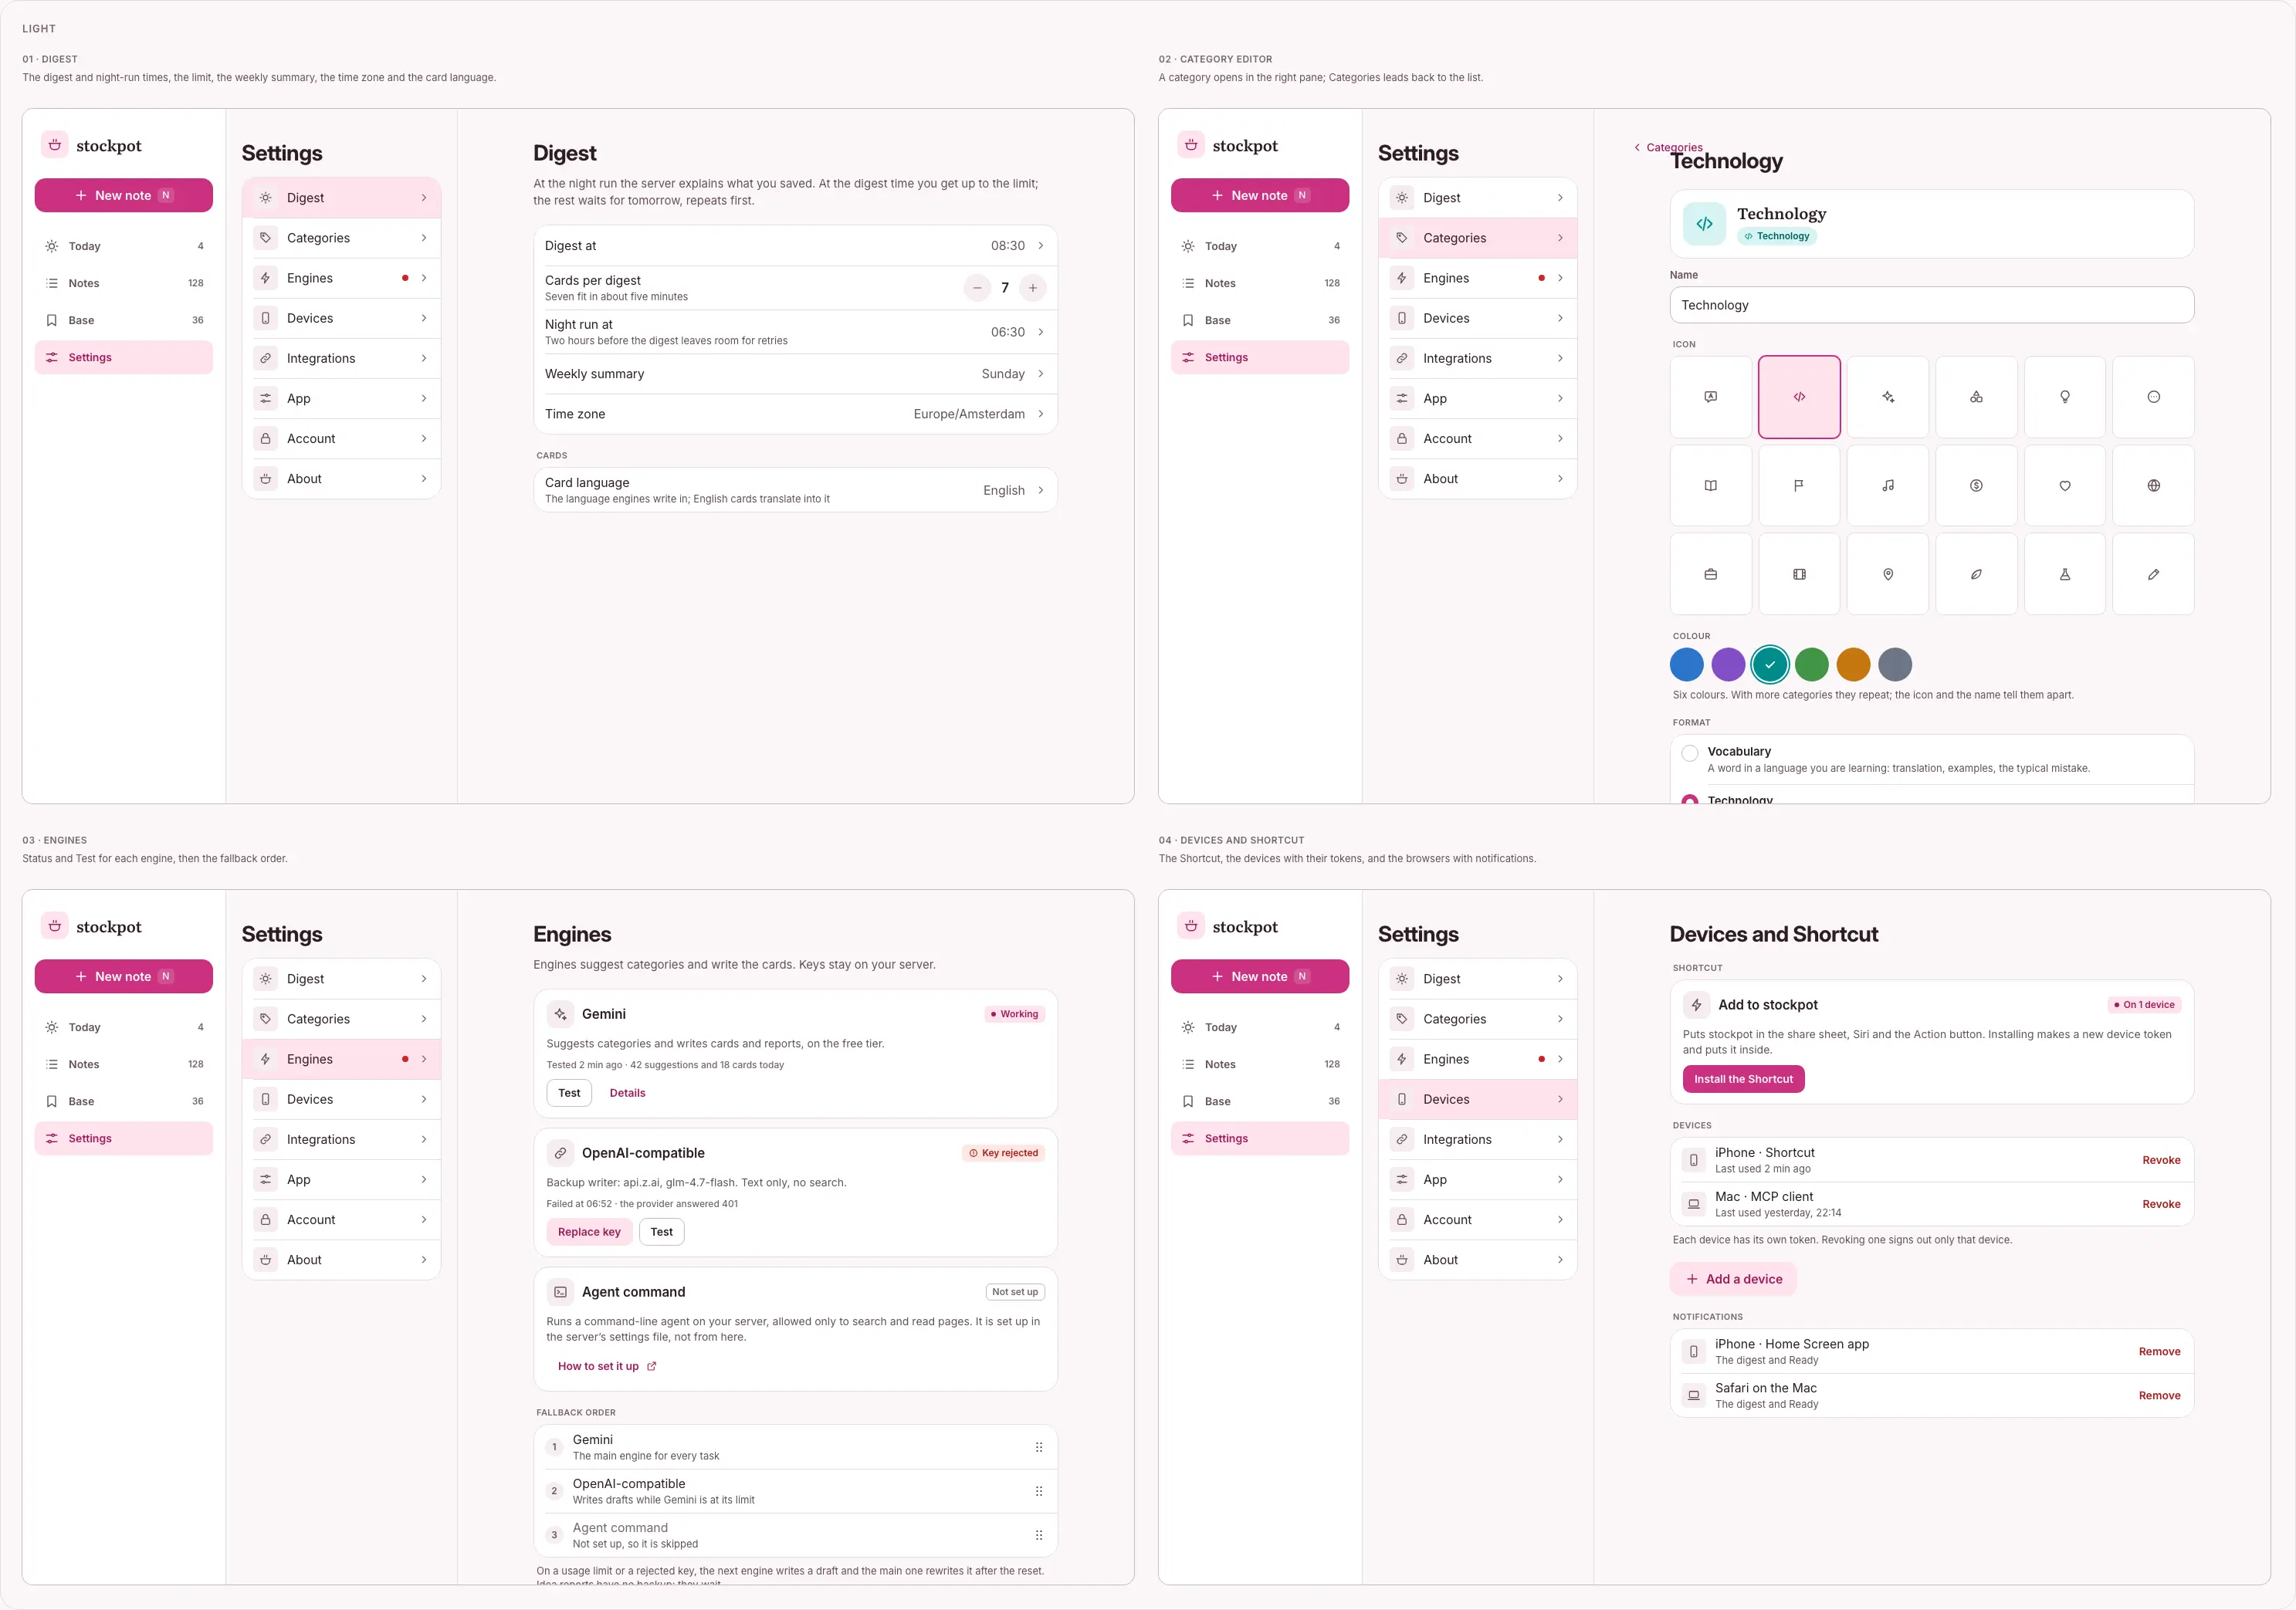 LIGHT
01 · DIGEST
The digest and night-run times, the limit, the weekly summary, the time zone and the card language.
stockpot
New note N
Today 4
Notes 128
Base 36
Settings
Settings
Digest
Categories
Engines
Devices
Integrations
App
Account
About
Digest
At the night run the server explains what you saved. At the digest time you get up to the limit;
the rest waits for tomorrow, repeats first.
Digest at 08:30
Cards per digest
Seven fit in about five minutes
7
Night run at
Two hours before the digest leaves room for retries
06:30
Weekly summary Sunday
Time zone Europe/Amsterdam
CARDS
Card language
The language engines write in; English cards translate into it
English
02 · CATEGORY EDITOR
A category opens in the right pane; Categories leads back to the list.
stockpot
New note N
Today 4
Notes 128
Base 36
Settings
Settings
Digest
Categories
Engines
Devices
Integrations
App
Account
About
Categories
Technology
Technology
Technology
Name
Technology
ICON
COLOUR
Six colours. With more categories they repeat; the icon and the name tell them apart.
FORMAT
Vocabulary
A word in a language you are learning: translation, examples, the typical mistake.
Technology
03 · ENGINES
Status and Test for each engine, then the fallback order.
stockpot
New note N
Today 4
Notes 128
Base 36
Settings
Settings
Digest
Categories
Engines
Devices
Integrations
App
Account
About
Engines
Engines suggest categories and write the cards. Keys stay on your server.
Gemini
Working
Suggests categories and writes cards and reports, on the free tier.
Tested 2 min ago · 42 suggestions and 18 cards today
Test
Details
OpenAI-compatible
Key rejected
Backup writer: api.z.ai, glm-4.7-flash. Text only, no search.
Failed at 06:52 · the provider answered 401
Replace key
Test
Agent command
Not set up
Runs a command-line agent on your server, allowed only to search and read pages. It is set up in
the server's settings file, not from here.
How to set it up
FALLBACK ORDER
1
Gemini
The main engine for every task
2
OpenAI-compatible
Writes drafts while Gemini is at its limit
3
Agent command
Not set up, so it is skipped
On a usage limit or a rejected key, the next engine writes a draft and the main one rewrites it after the reset.
Idea reports have no backup; they wait.
04 · DEVICES AND SHORTCUT
The Shortcut, the devices with their tokens, and the browsers with notifications.
stockpot
New note N
Today 4
Notes 128
Base 36
Settings
Settings
Digest
Categories
Engines
Devices
Integrations
App
Account
About
Devices and Shortcut
SHORTCUT
Add to stockpot
On 1 device
Puts stockpot in the share sheet, Siri and the Action button. Installing makes a new device token
and puts it inside.
Install the Shortcut
DEVICES
iPhone · Shortcut
Last used 2 min ago
Revoke
Mac · MCP client
Last used yesterday, 22:14
Revoke
Each device has its own token. Revoking one signs out only that device.
Add a device
NOTIFICATIONS
iPhone · Home Screen app
The digest and Ready
Remove
Safari on the Mac
The digest and Ready
Remove